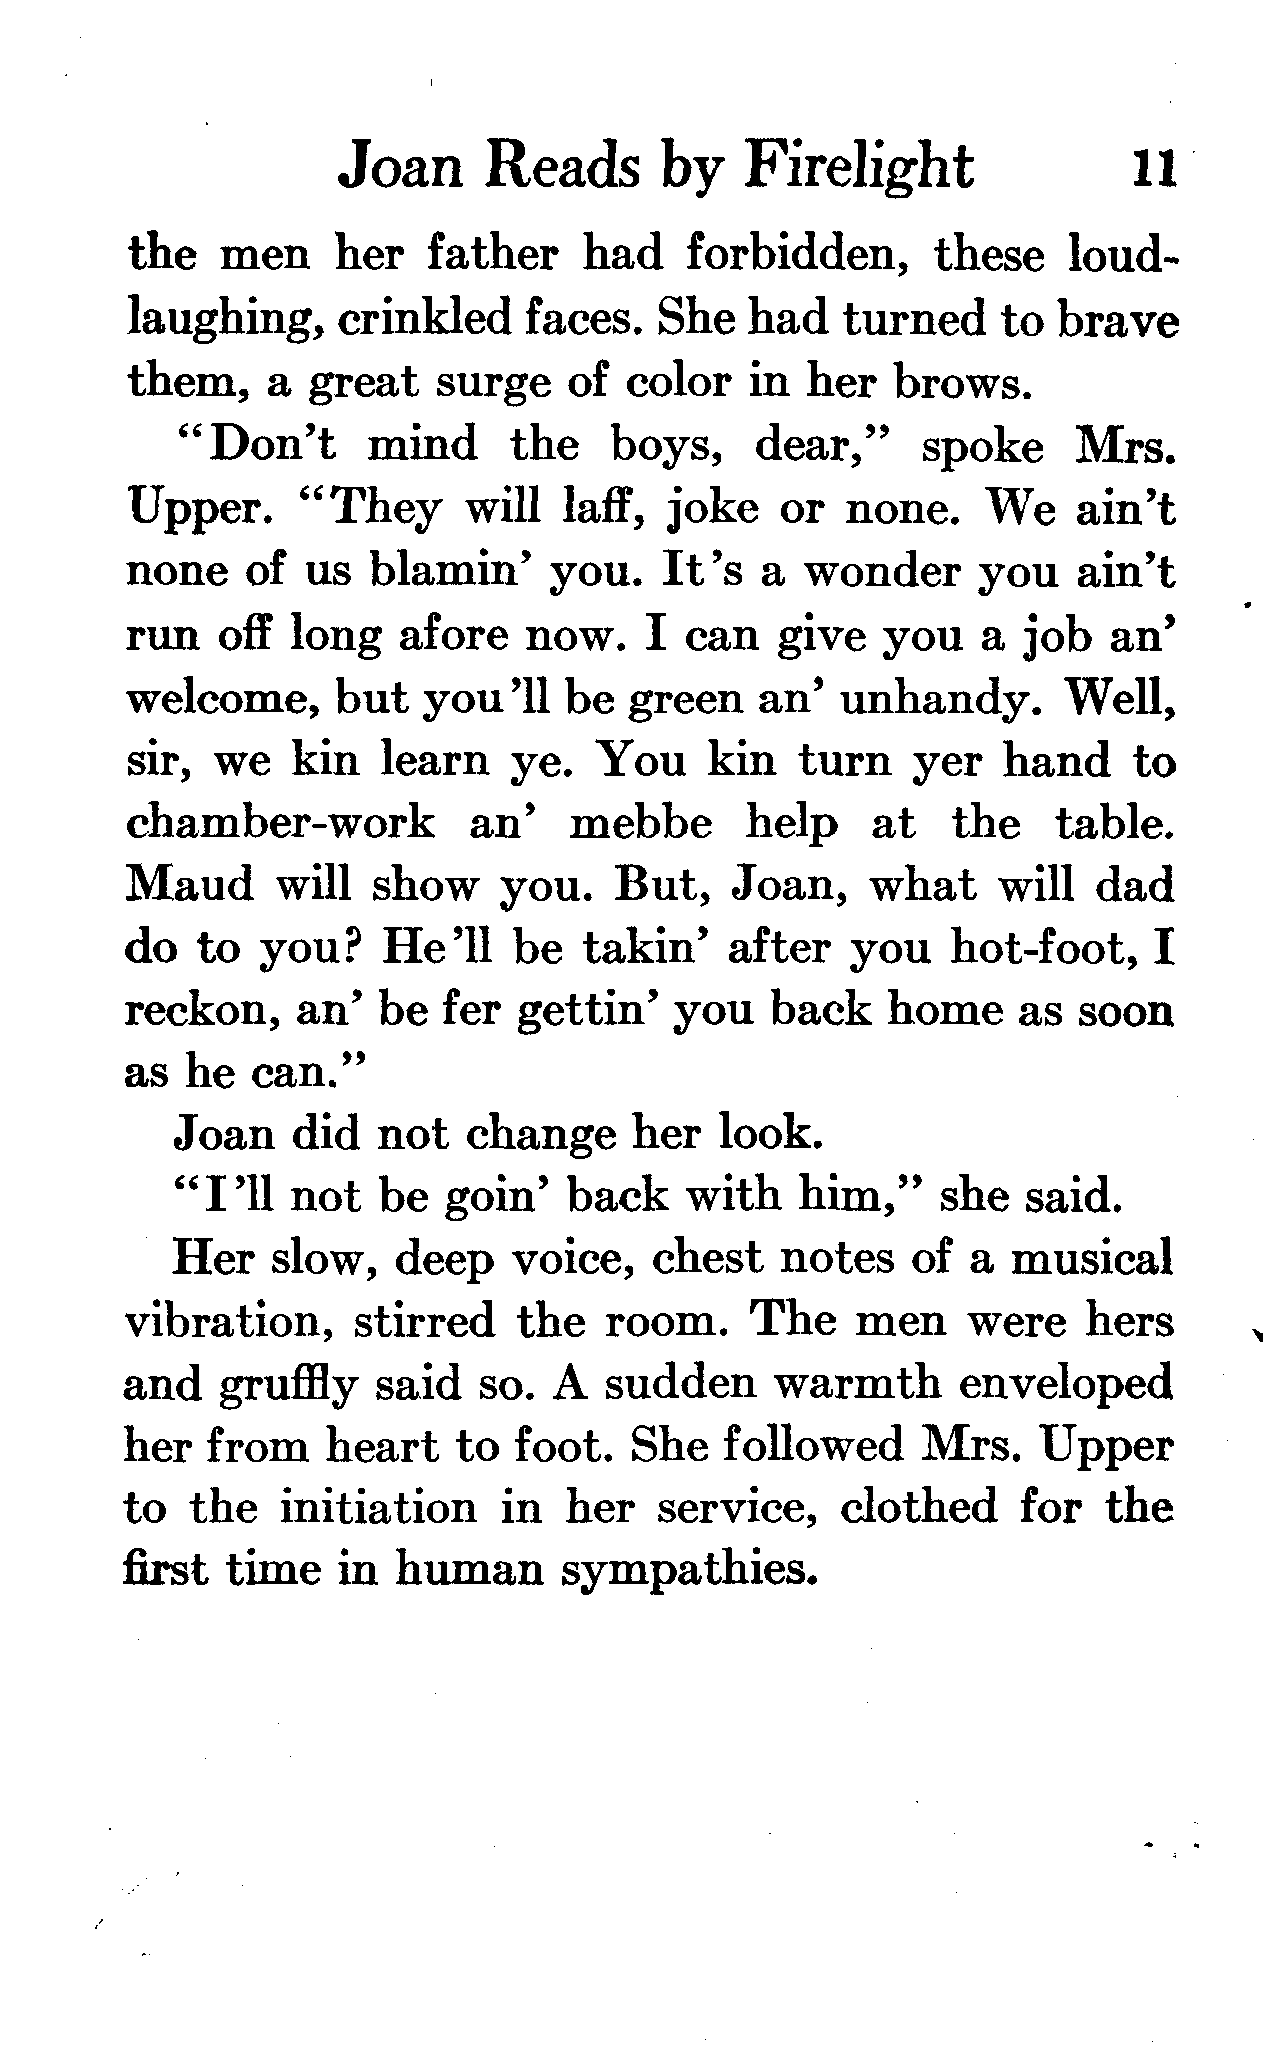 Joan Reads by Firelight 11
the men her father had forbidden, these loud-
laughing, crinkled faces. She had turned to brave
them, a great surge of color in her brows.
"Don't mind the boys, dear," spoke Mrs.
Upper. "They will laff, joke or none. We ain't
none of us blamin' you. It's a wonder you ain't
run off long afore now. I can give you a job an'
welcome, but you'll be green an' unhandy. Well,
sir, we kin learn ye. You kin turn yer hand to
chamber-work an' mebbe help at the table.
Maud will show you. But, Joan, what will dad
do to you? He'll be takin' after you hot-foot, I
reckon, an' be fer gettin' you back home as soon
as he can."
Joan did not change her look.
"I'll not be goin' back with him," she said.
Her slow, deep voice, chest notes of a musical
vibration, stirred the room. The men were hers
and gruffly said so. A sudden warmth enveloped
her from heart to foot. She followed Mrs. Upper
to the initiation in her service, clothed for the
first time in human sympathies.